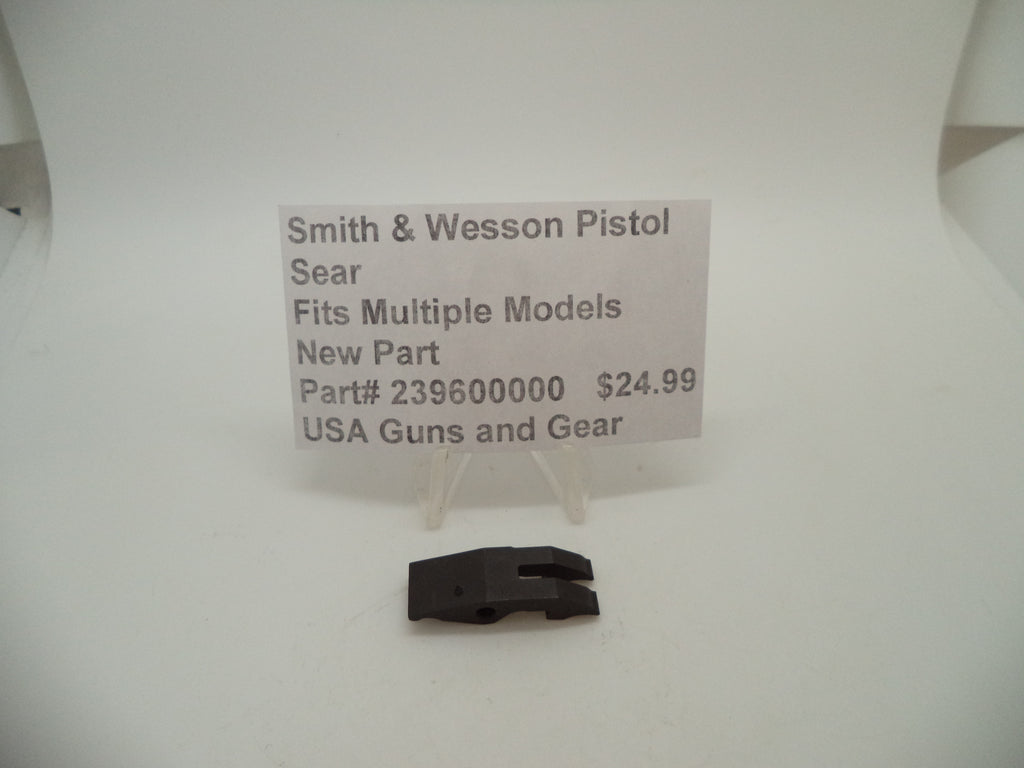 Smith & Wesson Pistol
Sear
Fits Multiple Models
New Part
Part# 239600000 $24.99
USA Guns and Gear